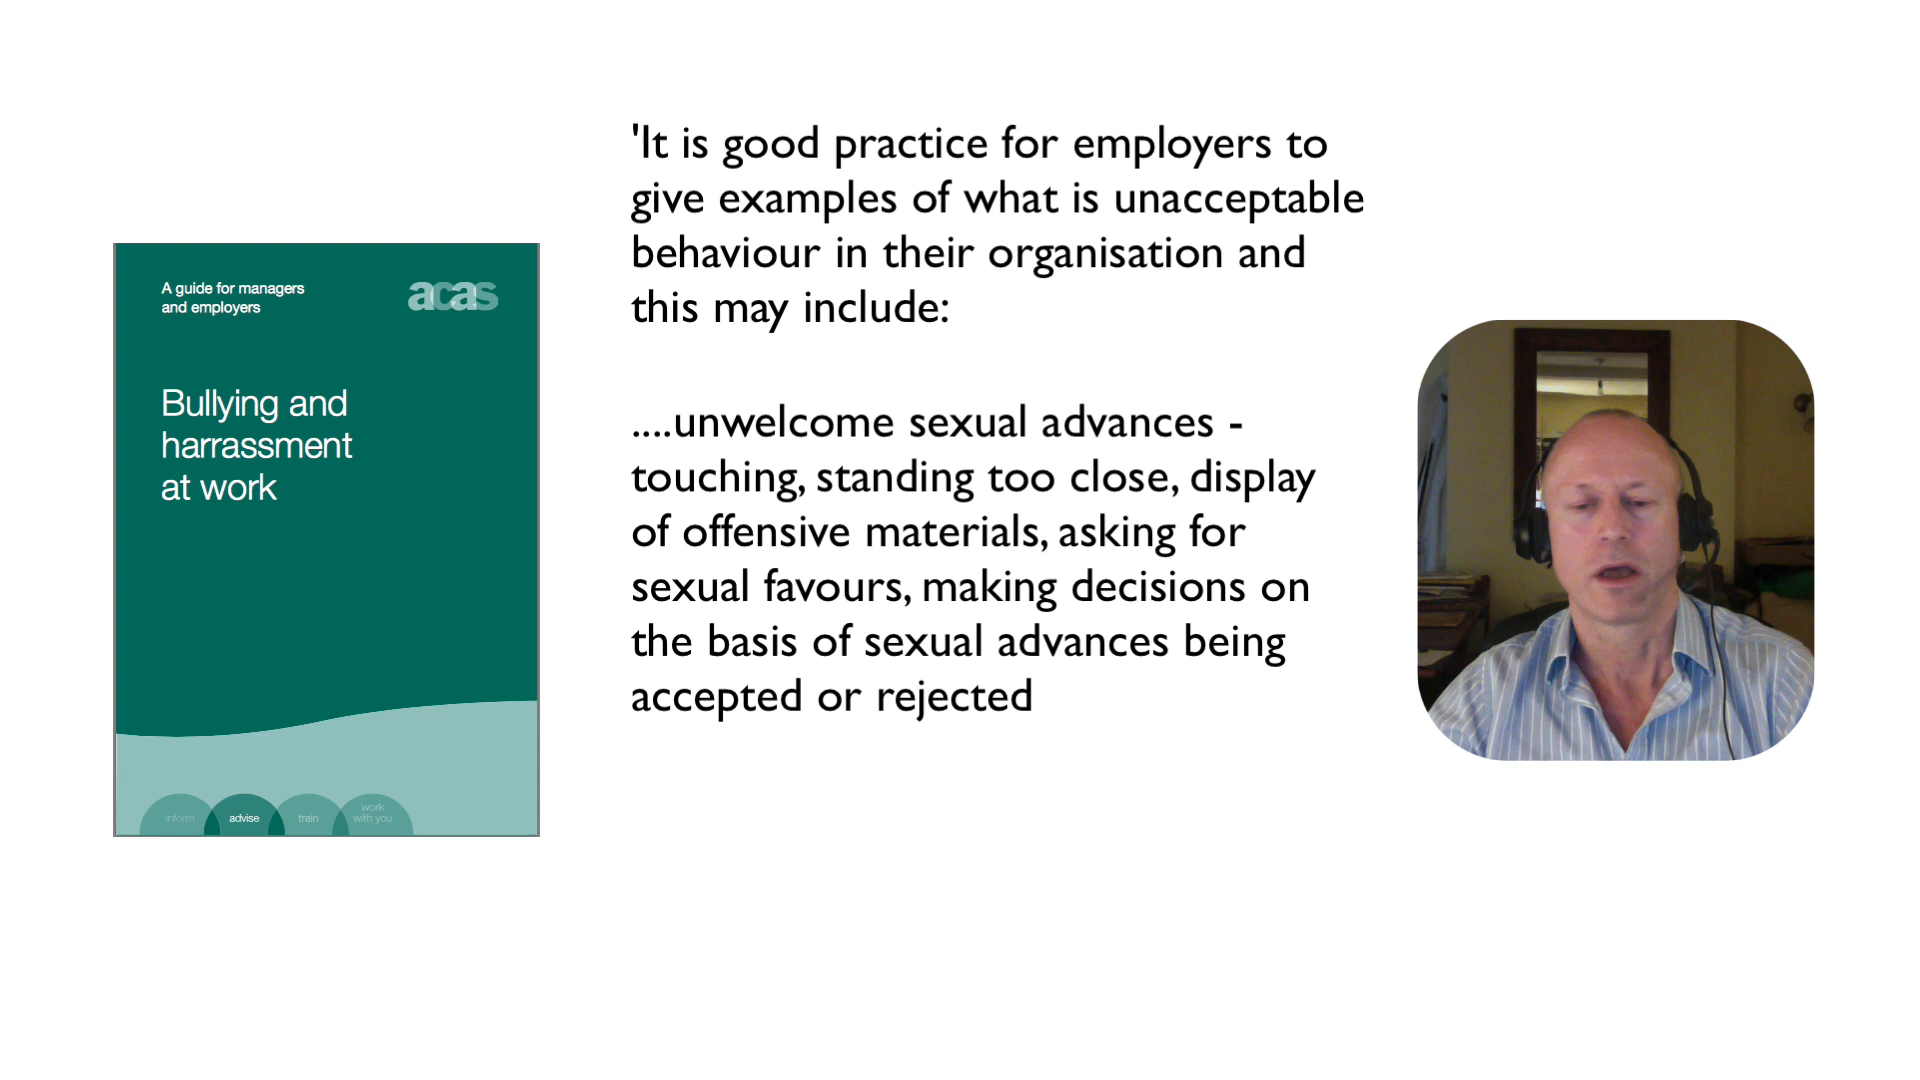 A guide for managers
and employers
acas
Bullying and
harrassment
at work
inform
advise
train
work
with you
'It is good practice for employers to
give examples of what is unacceptable
behaviour in their organisation and
this may include:
....unwelcome sexual advances -
touching, standing too close, display
of offensive materials, asking for
sexual favours, making decisions on
the basis of sexual advances being
accepted or rejected